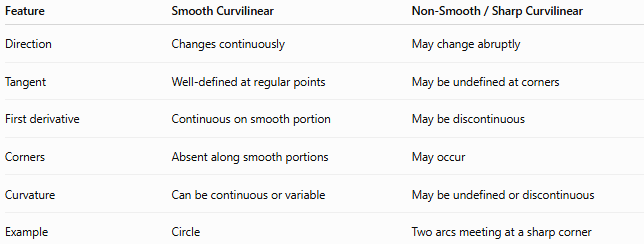 Feature Smooth Curvilinear Non-Smooth / Sharp Curvilinear
Direction Changes continuously May change abruptly
Tangent Well-defined at regular points May be undefined at corners
First derivative Continuous on smooth portion May be discontinuous
Corners Absent along smooth portions May occur
Curvature Can be continuous or variable May be undefined or discontinuous
Example Circle Two arcs meeting at a sharp corner